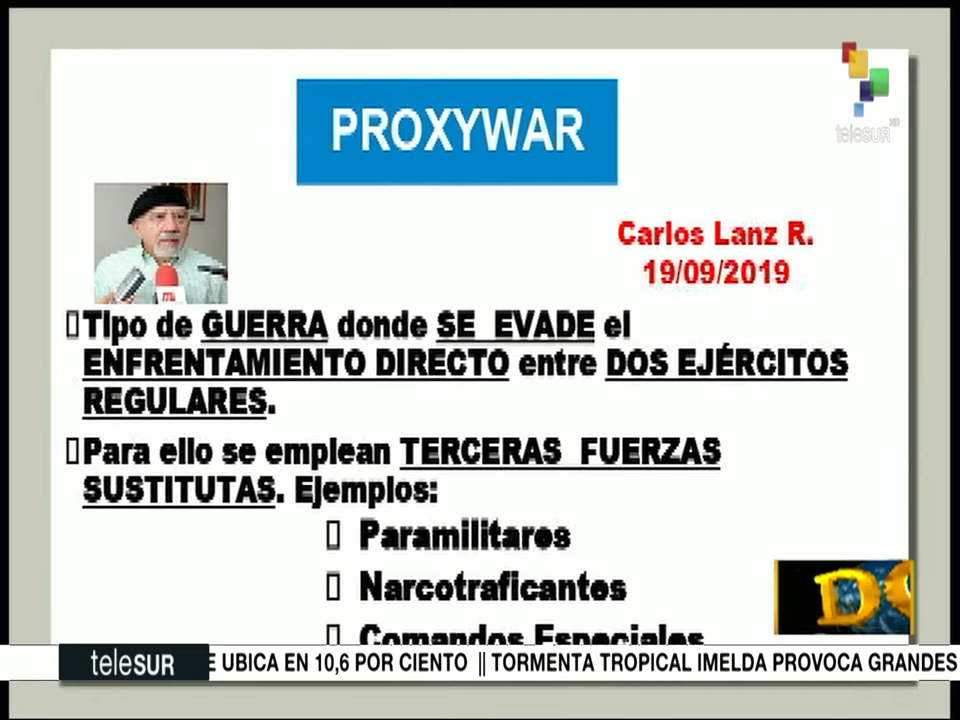 PROXYWAR
teleSUR HD
Carlos Lanz R.
19/09/2019
Tipo de GUERRA donde SE EVADE el
ENFRENTAMIENTO DIRECTO entre DOS EJÉRCITOS
REGULARES.
Para ello se emplean TERCERAS FUERZAS
SUSTITUTAS. Ejemplos:
Paramilitares
Narcotraficantes
Comandos Especiales
teleSUR E UBICA EN 10,6 POR CIENTO || TORMENTA TROPICAL IMELDA PROVOCA GRANDES